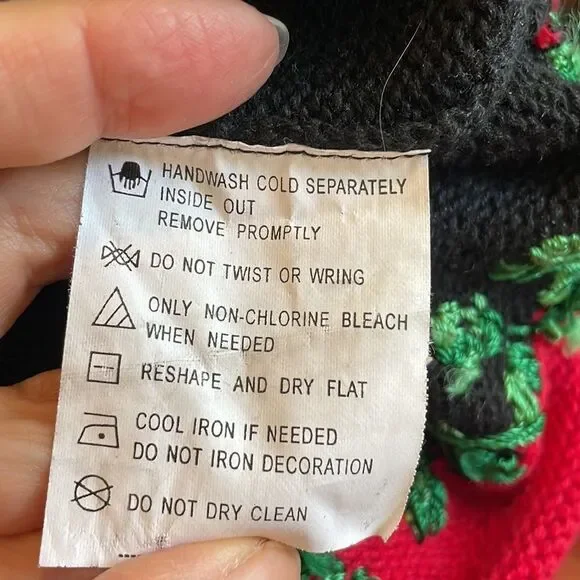 HANDWASH COLD SEPARATELY
INSIDE OUT
REMOVE PROMPTLY
DO NOT TWIST OR WRING
ONLY NON-CHLORINE BLEACH
WHEN NEEDED
RESHAPE AND DRY FLAT
COOL IRON IF NEEDED
DO NOT IRON DECORATION
DO NOT DRY CLEAN